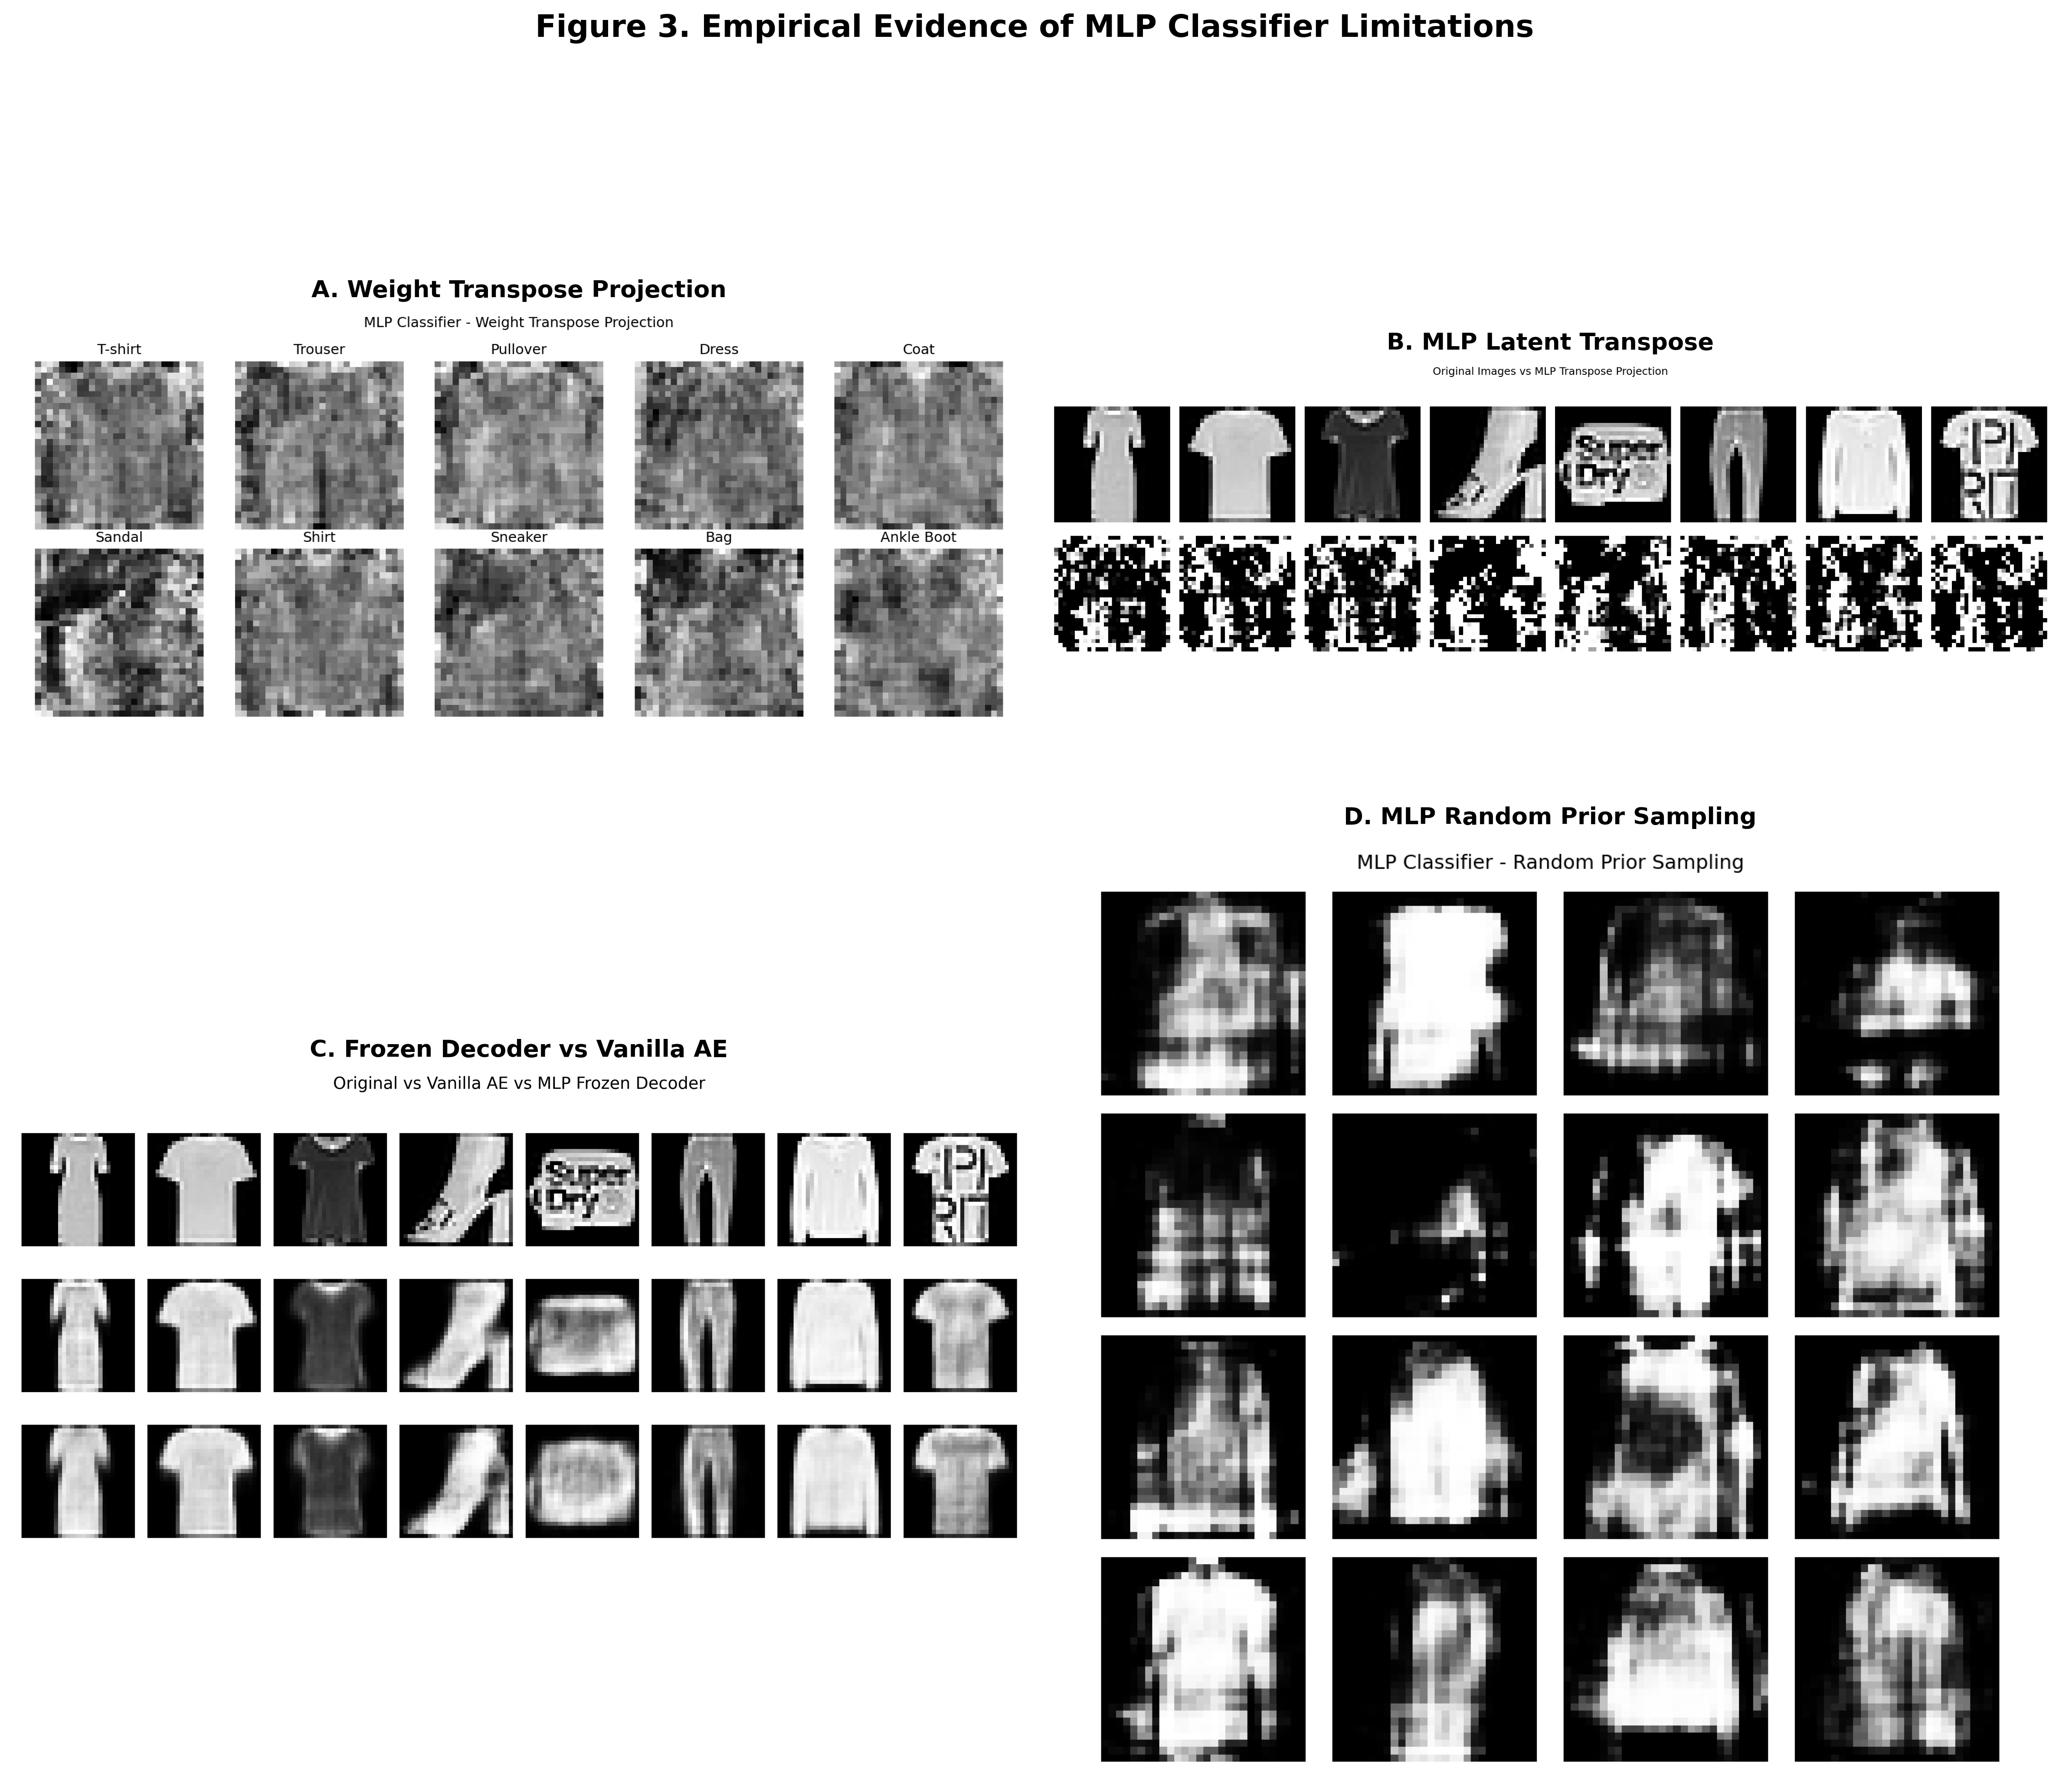 Figure 3. Empirical Evidence of MLP Classifier Limitations
A. Weight Transpose Projection
MLP Classifier - Weight Transpose Projection
T-shirt Trouser Pullover Dress Coat
Sandal Shirt Sneaker Bag Ankle Boot
B. MLP Latent Transpose
Original Images vs MLP Transpose Projection
Super
Dry
C. Frozen Decoder vs Vanilla AE
Original vs Vanilla AE vs MLP Frozen Decoder
Super
Dry
D. MLP Random Prior Sampling
MLP Classifier - Random Prior Sampling